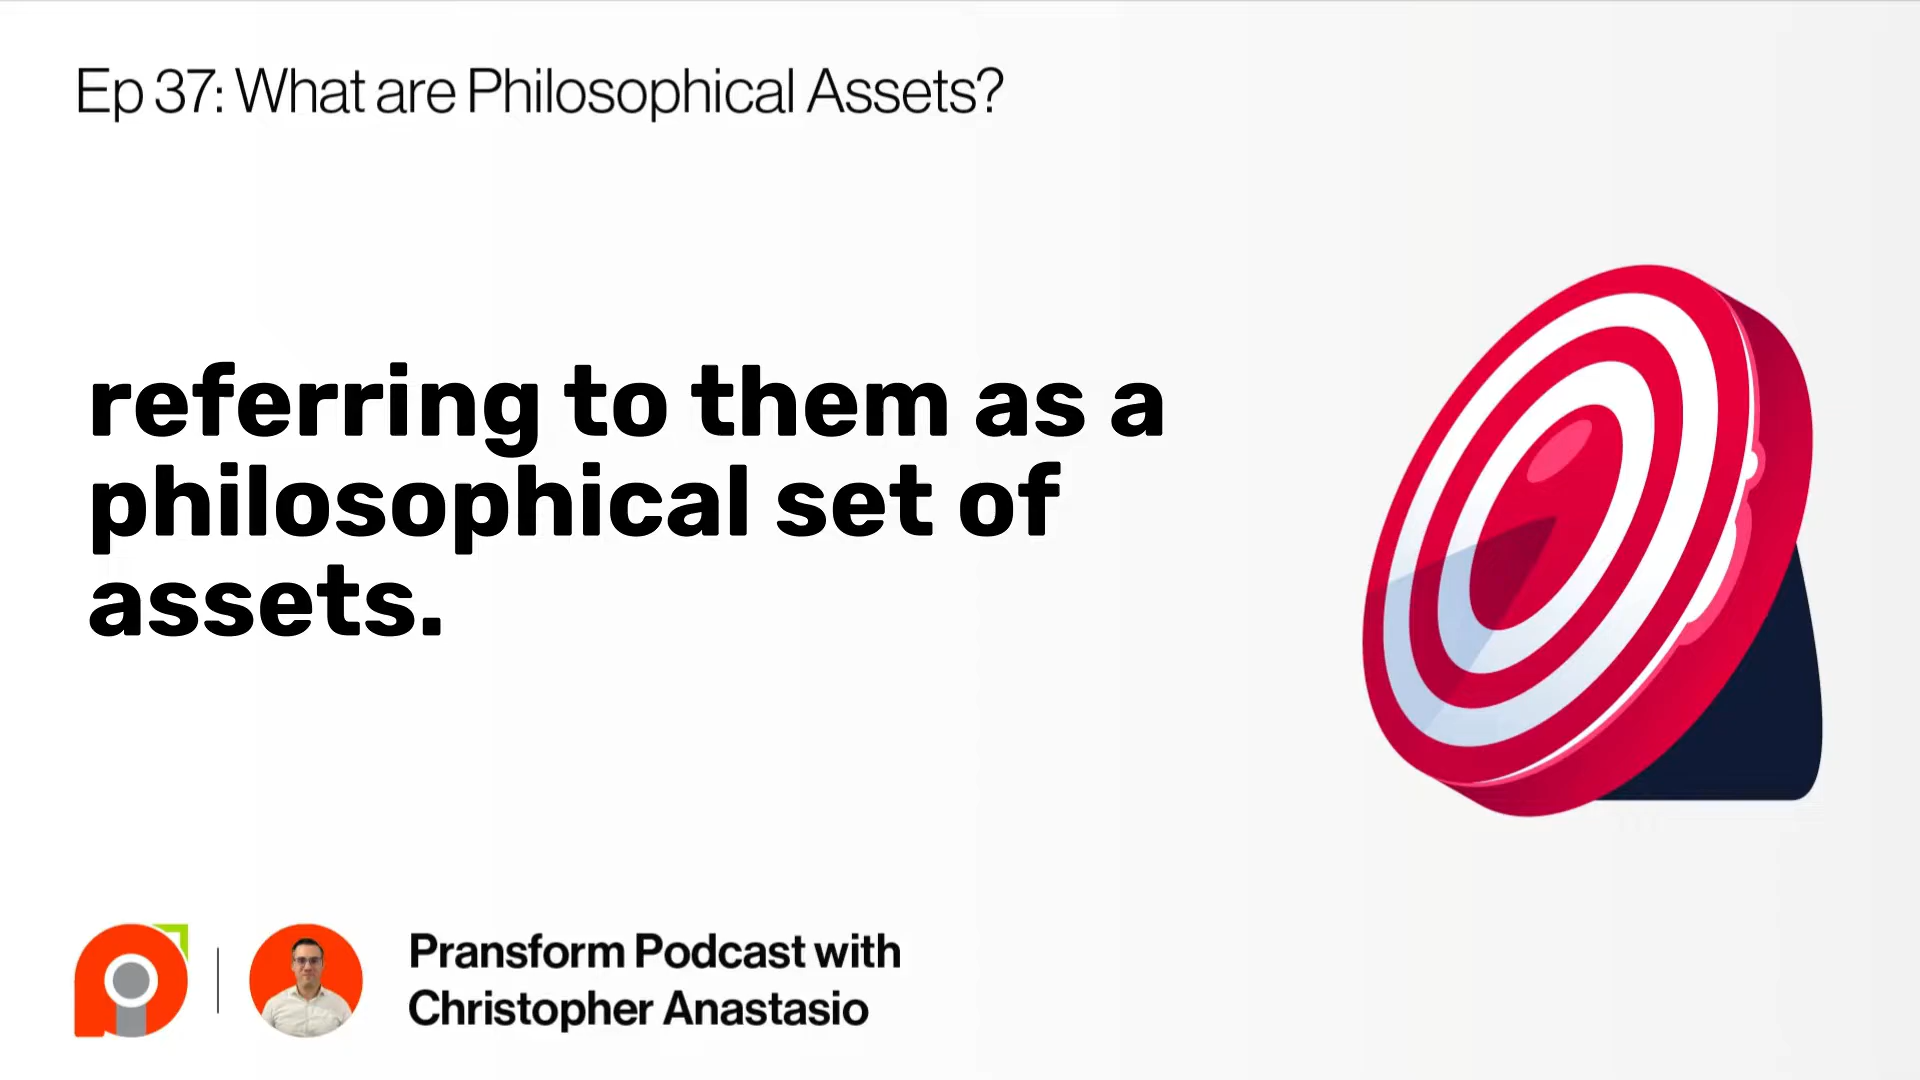 Ep 37: What are Philosophical Assets?
referring to them as a
philosophical set of
assets.
Pransform Podcast with
Christopher Anastasio